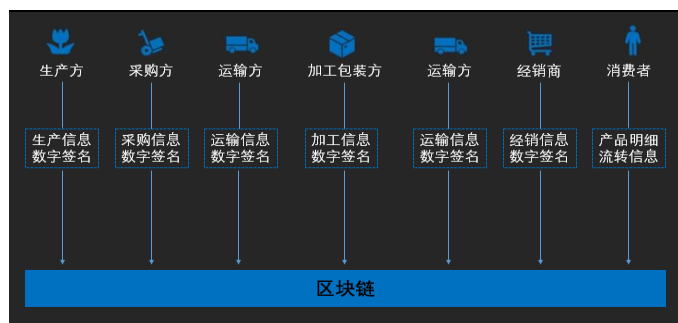 生产方
采购方
运输方
加工包装方
运输方
经销商
消费者
生产信息
数字签名
采购信息
数字签名
运输信息
数字签名
加工信息
数字签名
运输信息
数字签名
经销信息
数字签名
产品明细
流转信息
区块链